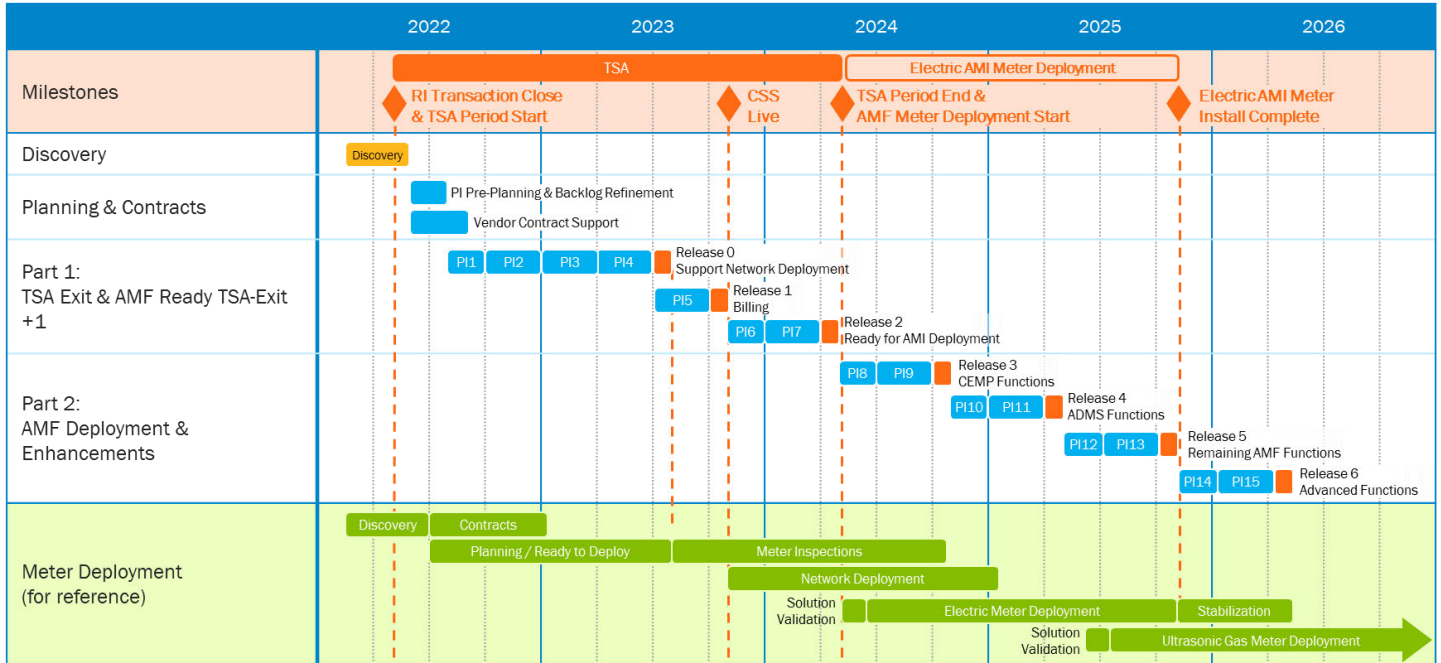 2022 2023 2024 2025 2026
Milestones
TSA
Electric AMI Meter Deployment
RI Transaction Close
& TSA Period Start
CSS
Live
TSA Period End &
AMF Meter Deployment Start
Electric AMI Meter
Install Complete
Discovery
Discovery
Planning & Contracts
PI Pre-Planning & Backlog Refinement
Vendor Contract Support
Part 1:
TSA Exit & AMF Ready TSA-Exit
+1
PI1 PI2 PI3 PI4
Release 0
Support Network Deployment
PI5
Release 1
Billing
PI6 PI7
Release 2
Ready for AMI Deployment
Part 2:
AMF Deployment &
Enhancements
PI8 PI9
Release 3
CEMP Functions
PI10 PI11
Release 4
ADMS Functions
PI12 PI13
Release 5
Remaining AMF Functions
PI14 PI15
Release 6
Advanced Functions
Meter Deployment
(for reference)
Discovery Contracts
Planning / Ready to Deploy Meter Inspections
Network Deployment
Solution
Validation
Electric Meter Deployment Stabilization
Solution
Validation
Ultrasonic Gas Meter Deployment